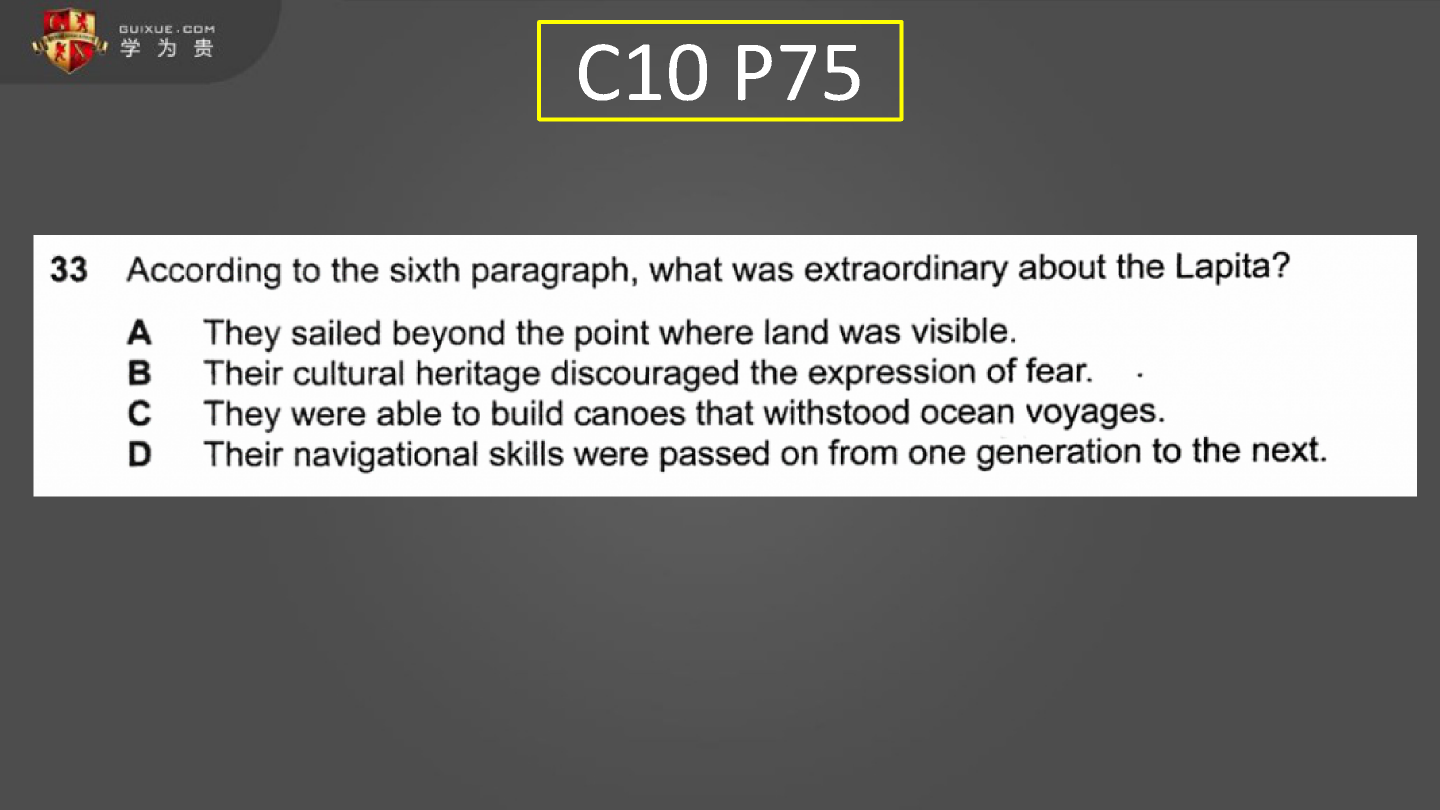 GUIXUE.COM
学为贵
C10 P75
33 According to the sixth paragraph, what was extraordinary about the Lapita?
A They sailed beyond the point where land was visible.
B Their cultural heritage discouraged the expression of fear.
C They were able to build canoes that withstood ocean voyages.
D Their navigational skills were passed on from one generation to the next.